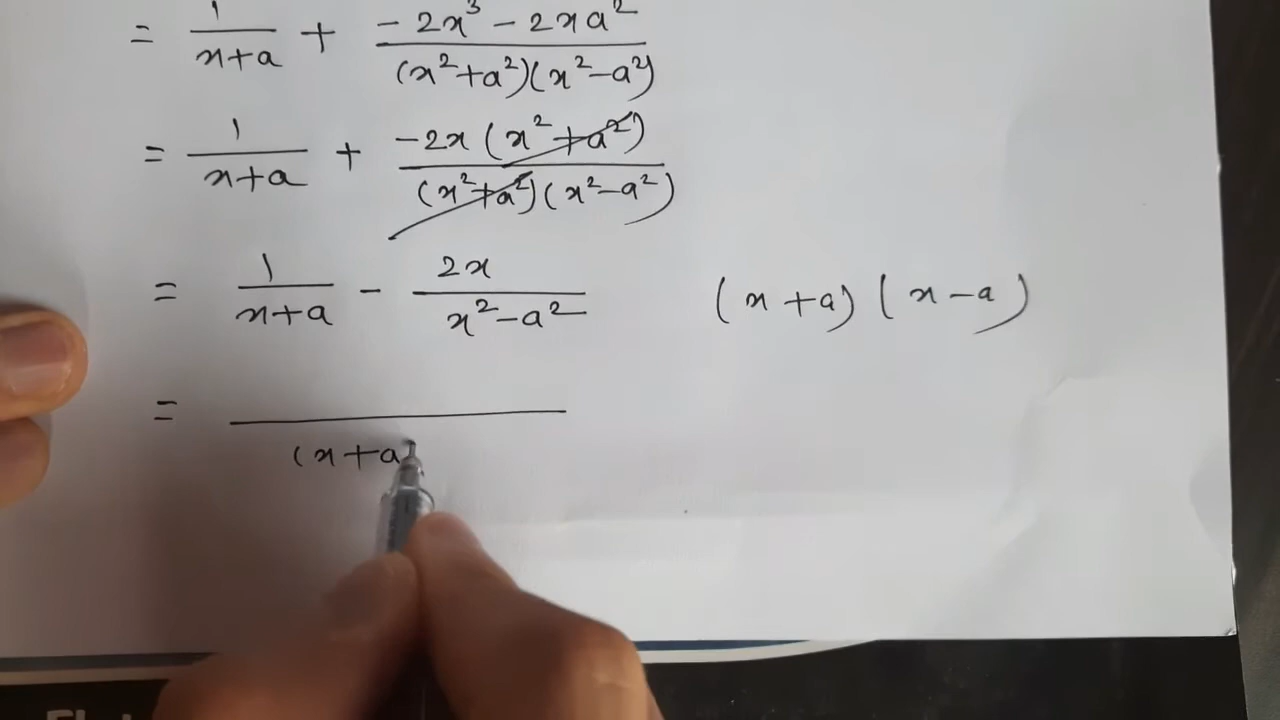 = 1/(x+a) + (-2x³ - 2xa²)/((x²+a²)(x²-a²))
= 1/(x+a) + (-2x(x²+a²))/((x²+a²)(x²-a²))
= 1/(x+a) - 2x/(x²-a²) (x+a)(x-a)
= /(x+a)